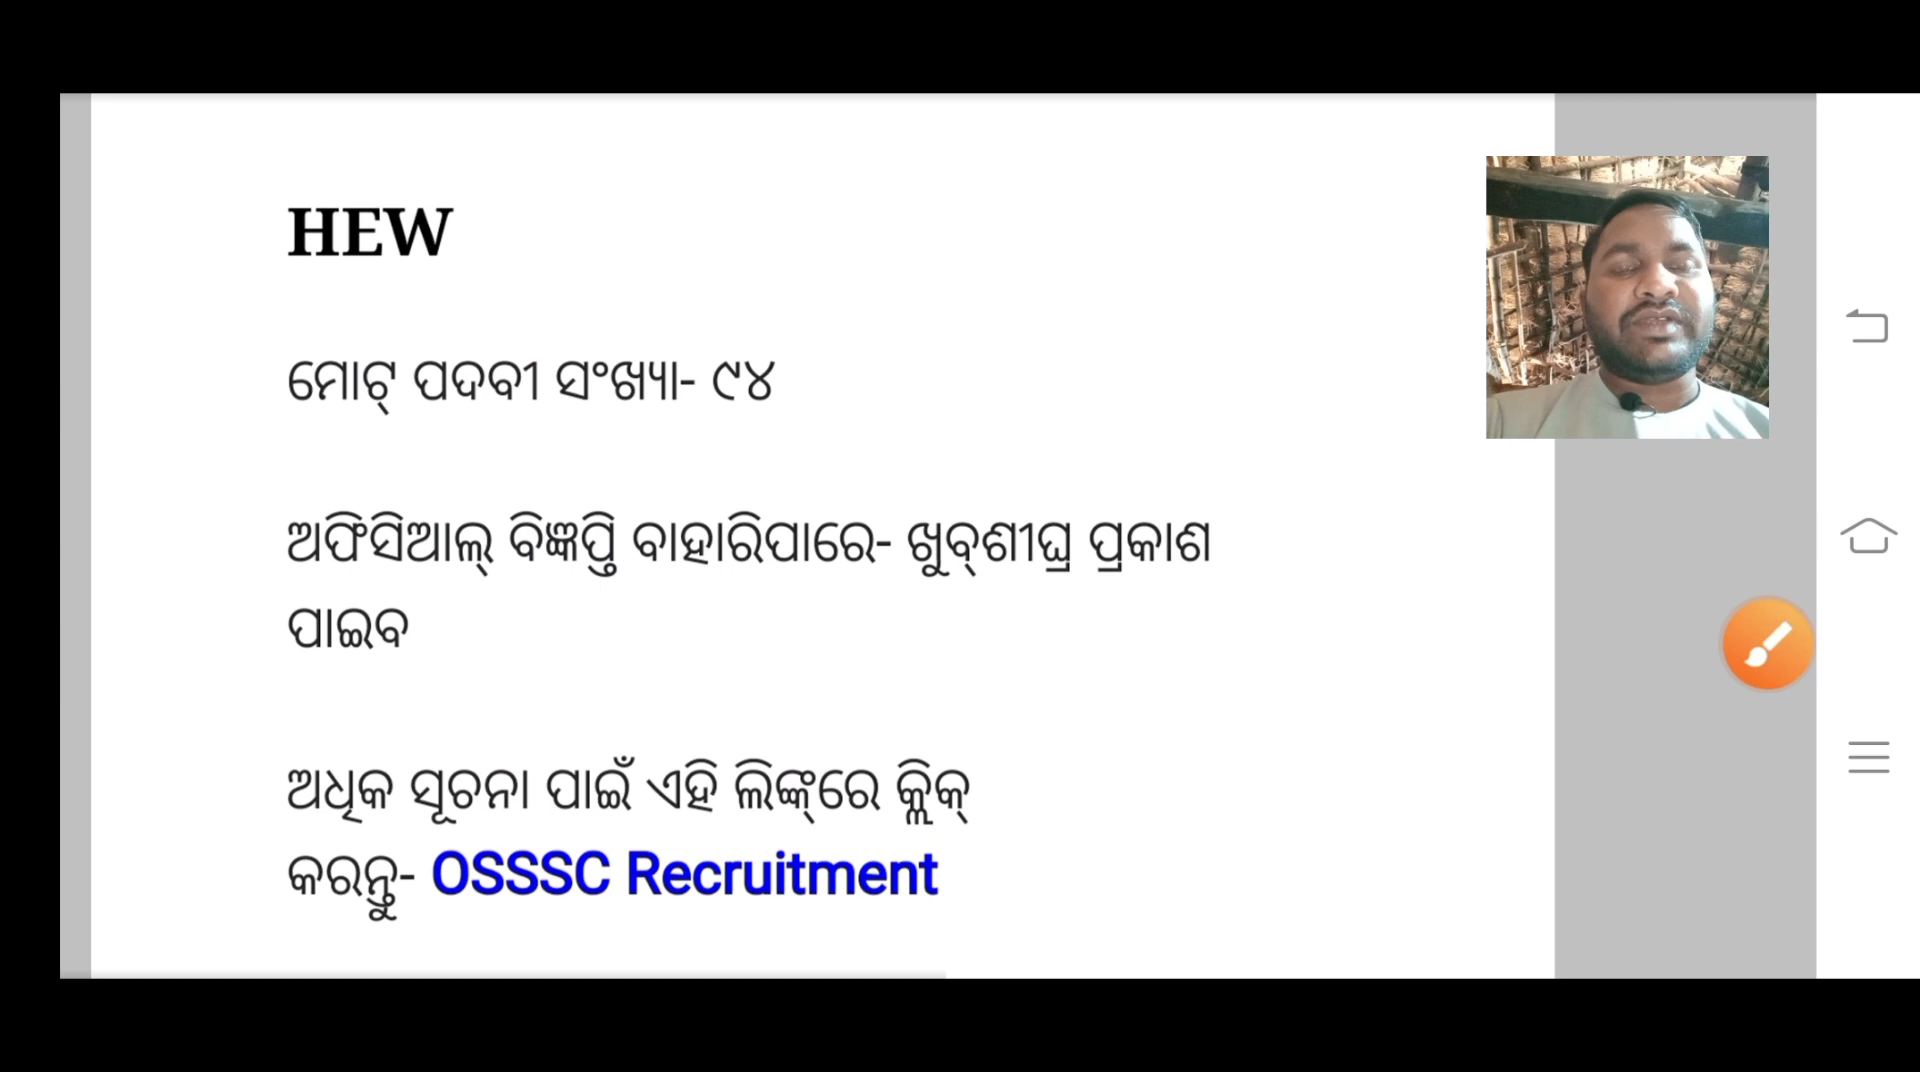 HEW
ମୋଟ୍ ପଦବୀ ସଂଖ୍ୟା- ୯୪
ଅଫିସିଆଲ୍ ବିଜ୍ଞପ୍ତି ବାହାରିପାରେ- ଖୁବ୍‌ଶୀଘ୍ର ପ୍ରକାଶ
ପାଇବ
ଅଧିକ ସୂଚନା ପାଇଁ ଏହି ଲିଙ୍କ୍‌ରେ କ୍ଲିକ୍
କରନ୍ତୁ- OSSSC Recruitment